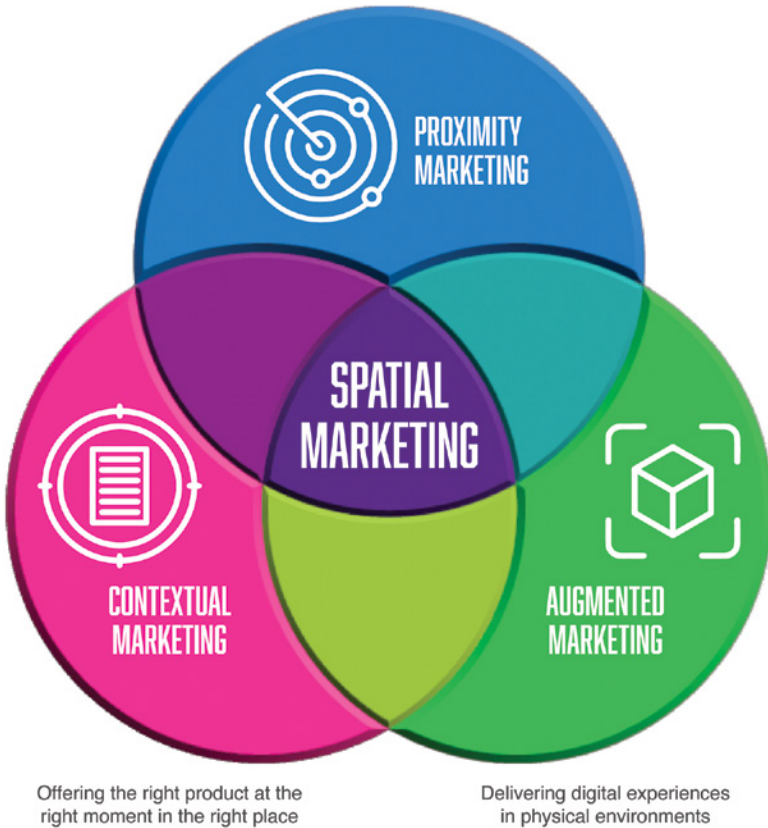 PROXIMITY
MARKETING
SPATIAL
MARKETING
CONTEXTUAL
MARKETING
AUGMENTED
MARKETING
Offering the right product at the
right moment in the right place
Delivering digital experiences
in physical environments